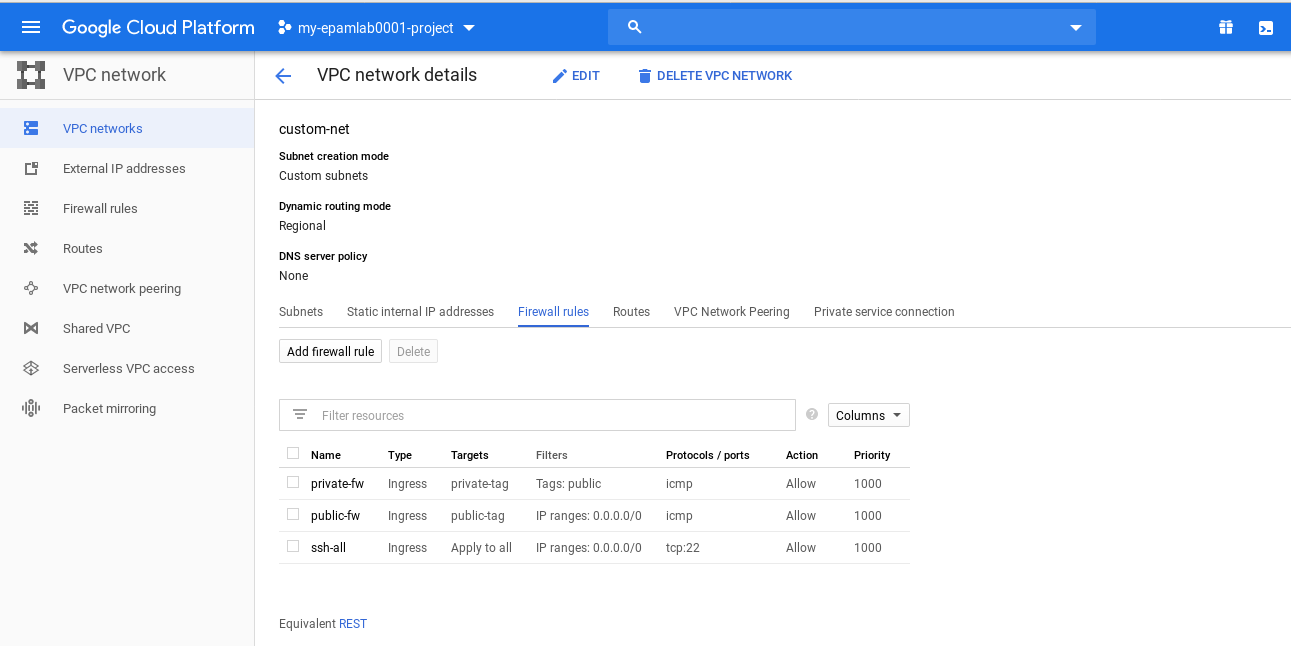 Google Cloud Platform my-epamlab0001-project
VPC network
VPC network details EDIT DELETE VPC NETWORK
VPC networks
External IP addresses
Firewall rules
Routes
VPC network peering
Shared VPC
Serverless VPC access
Packet mirroring
custom-net
Subnet creation mode
Custom subnets
Dynamic routing mode
Regional
DNS server policy
None
Subnets Static internal IP addresses Firewall rules Routes VPC Network Peering Private service connection
Add firewall rule Delete
Filter resources ? Columns
Name Type Targets Filters Protocols / ports Action Priority
private-fw Ingress private-tag Tags: public icmp Allow 1000
public-fw Ingress public-tag IP ranges: 0.0.0.0/0 icmp Allow 1000
ssh-all Ingress Apply to all IP ranges: 0.0.0.0/0 tcp:22 Allow 1000
Equivalent REST